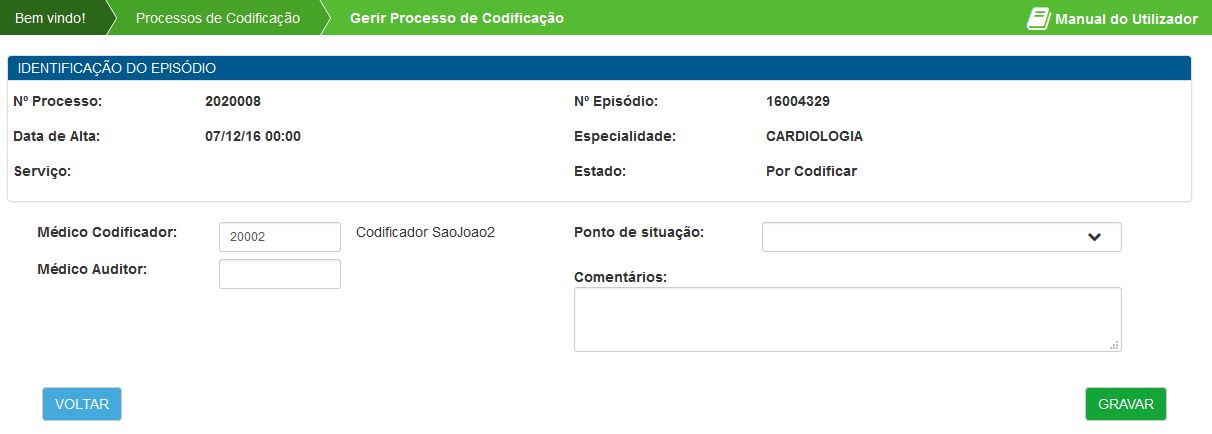 Bem vindo! Processos de Codificação Gerir Processo de Codificação Manual do Utilizador
IDENTIFICAÇÃO DO EPISÓDIO
Nº Processo: 2020008 Nº Episódio: 16004329
Data de Alta: 07/12/16 00:00 Especialidade: CARDIOLOGIA
Serviço: Estado: Por Codificar
Médico Codificador: 20002 Codificador SaoJoao2 Ponto de situação:
Médico Auditor:
Comentários:
VOLTAR GRAVAR